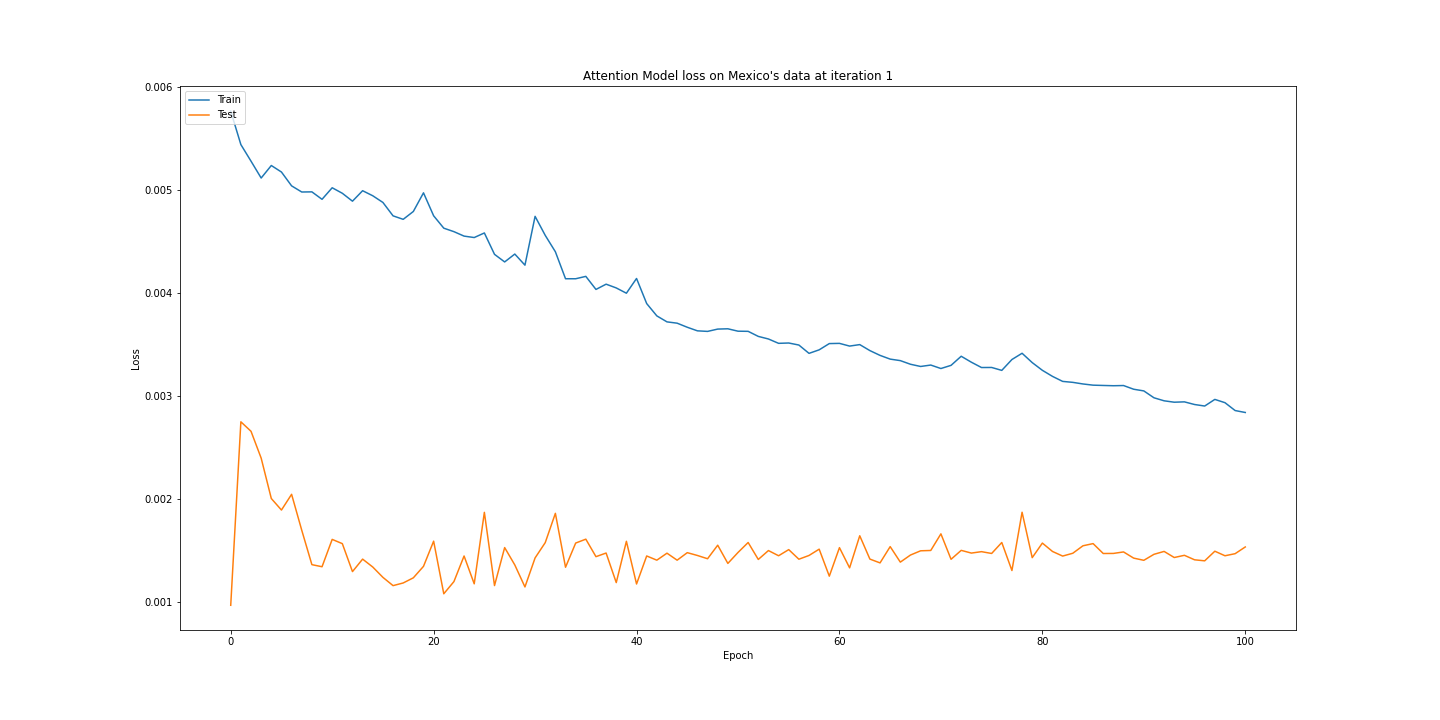 Attention Model loss on Mexico's data at iteration 1
Train
Test
0.006
0.005
0.004
0.003
0.002
0.001
Loss
0 20 40 60 80 100
Epoch